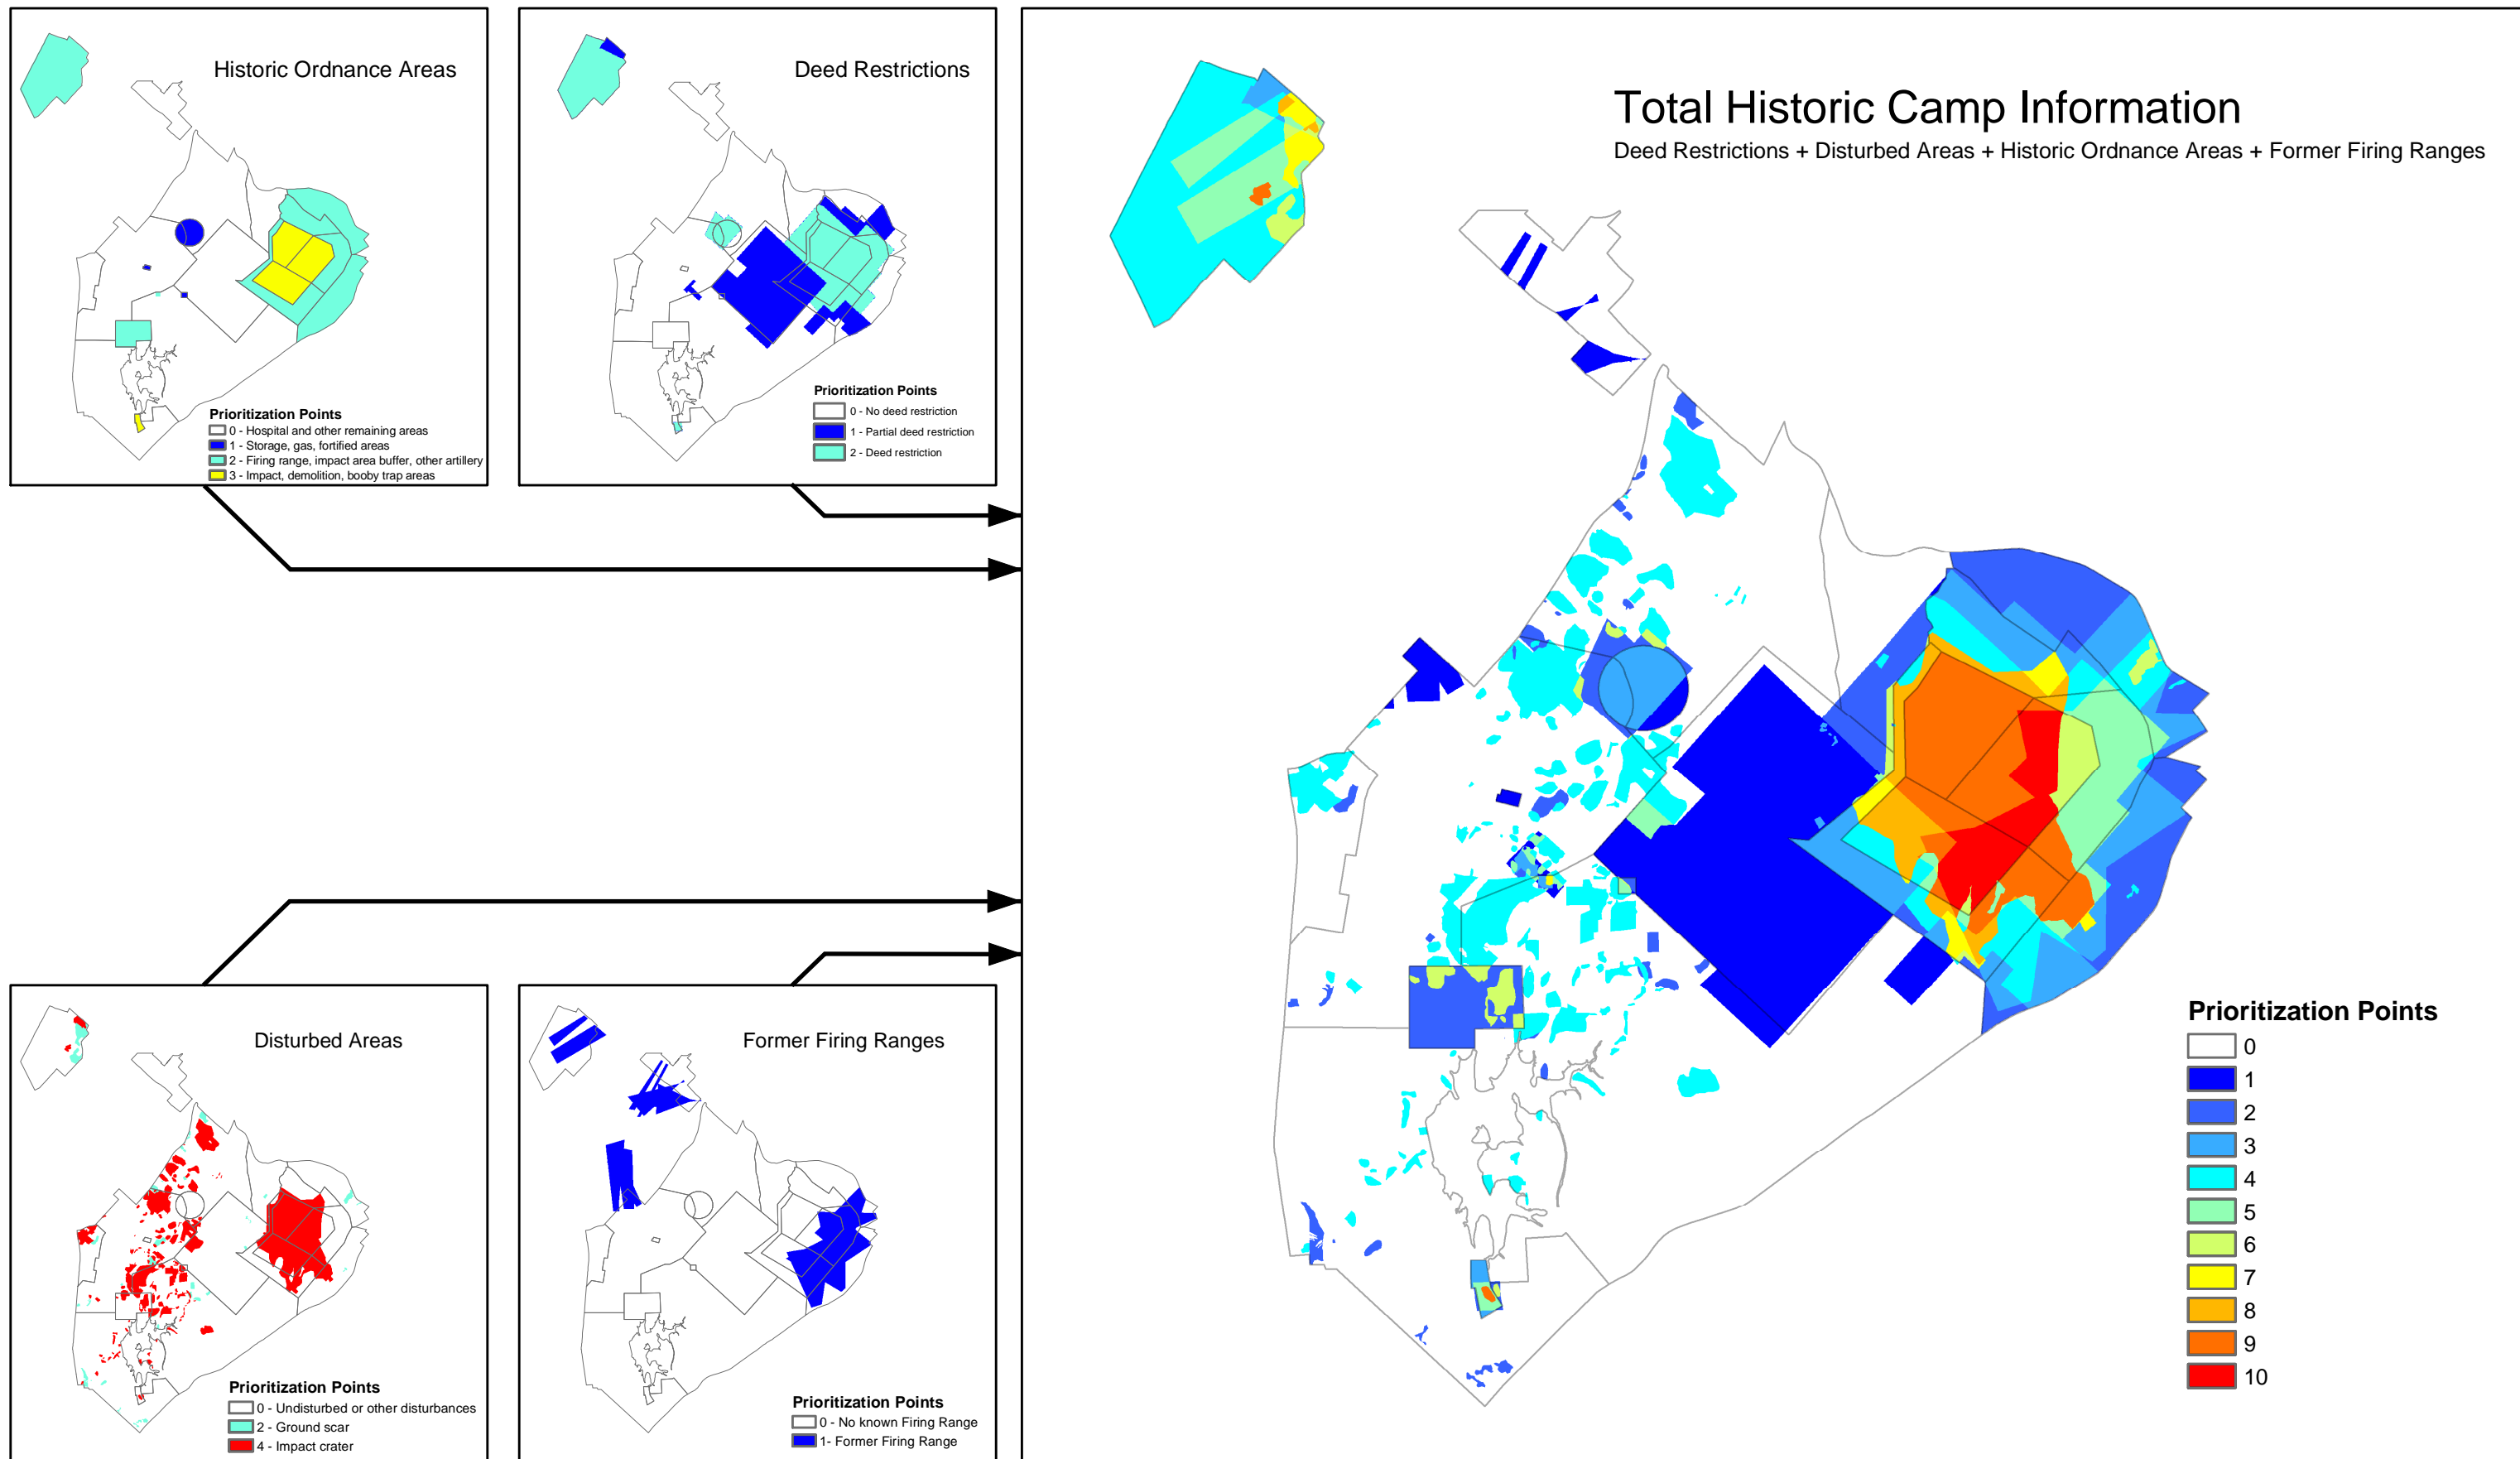 Historic Ordnance Areas
Prioritization Points
0 - Hospital and other remaining areas
1 - Storage, gas, fortified areas
2 - Firing range, impact area buffer, other artillery
3 - Impact, demolition, booby trap areas
Deed Restrictions
Prioritization Points
0 - No deed restriction
1 - Partial deed restriction
2 - Deed restriction
Total Historic Camp Information
Deed Restrictions + Disturbed Areas + Historic Ordnance Areas + Former Firing Ranges
Prioritization Points
0
1
2
3
4
5
6
7
8
9
10
Disturbed Areas
Prioritization Points
0 - Undisturbed or other disturbances
2 - Ground scar
4 - Impact crater
Former Firing Ranges
Prioritization Points
0 - No known Firing Range
1- Former Firing Range